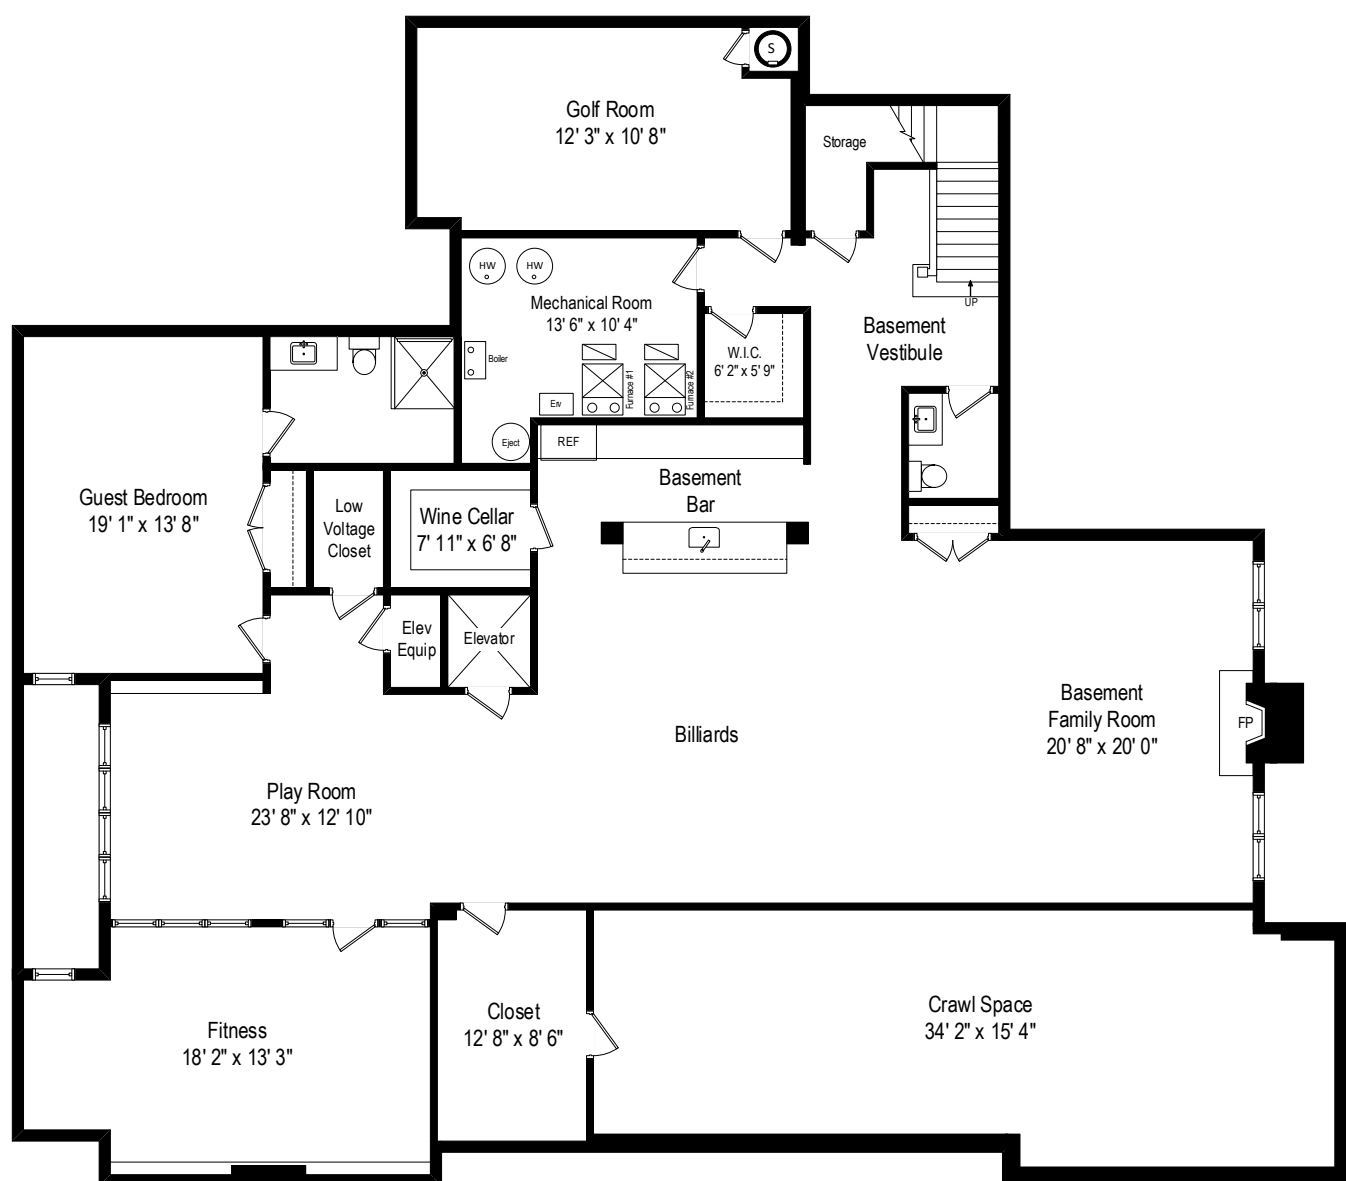 S
Golf Room
12' 3" x 10' 8"
Storage
HW
HW
Mechanical Room
13' 6" x 10' 4"
UP
Basement
Vestibule
Boiler
W.I.C.
6' 2" x 5' 9"
Furnace #1
Furnace #2
Erv
Eject
REF
Basement
Bar
Guest Bedroom
19' 1" x 13' 8"
Low
Voltage
Closet
Wine Cellar
7' 11" x 6' 8"
Elev
Equip
Elevator
Basement
Family Room
20' 8" x 20' 0"
FP
Billiards
Play Room
23' 8" x 12' 10"
Fitness
18' 2" x 13' 3"
Closet
12' 8" x 8' 6"
Crawl Space
34' 2" x 15' 4"